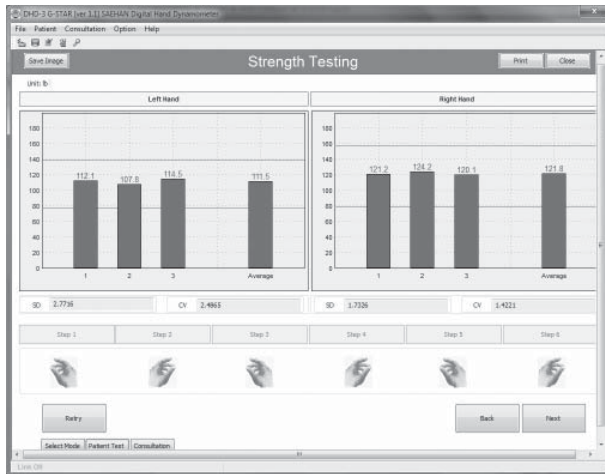 DHD-3 G-STAR (ver 1.1) SAEHAN Digital Hand Dynamometer
File Patient Consultation Option Help
Save Image Strength Testing Print Close
Unit: lb
Left Hand Right Hand
180 180
160 160
140 140
120 120
100 100
80 80
60 60
40 40
20 20
0 0
112.1 107.8 114.5 111.5 121.2 124.2 120.1 121.8
1 2 3 Average 1 2 3 Average
SD 2.7716 CV 2.4865 SD 1.7326 CV 1.4221
Step 1 Step 2 Step 3 Step 4 Step 5 Step 6
Retry Back Next
Select Mode Patient Test Consultation
Link Off